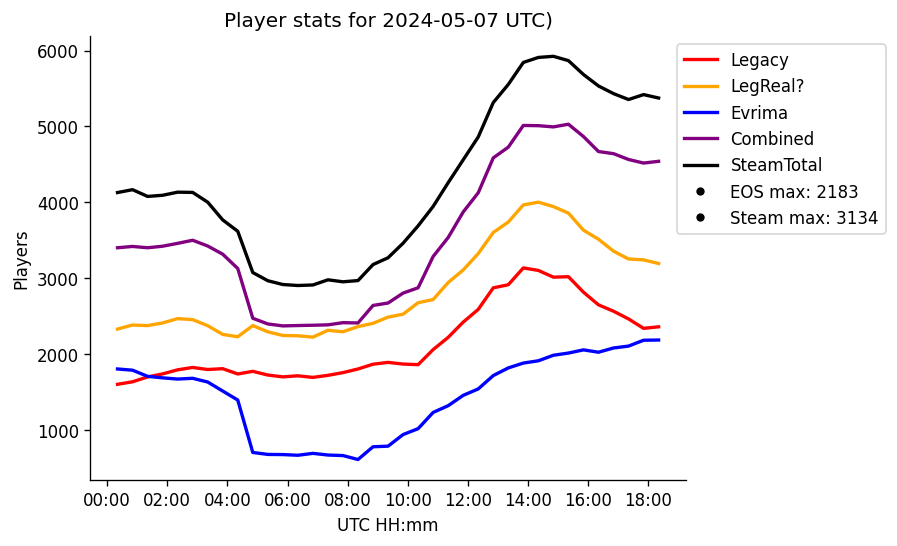 Player stats for 2024-05-07 UTC)
6000
5000
4000
3000
2000
1000
Players
00:00 02:00 04:00 06:00 08:00 10:00 12:00 14:00 16:00 18:00
UTC HH:mm
Legacy
LegReal?
Evrima
Combined
SteamTotal
EOS max: 2183
Steam max: 3134